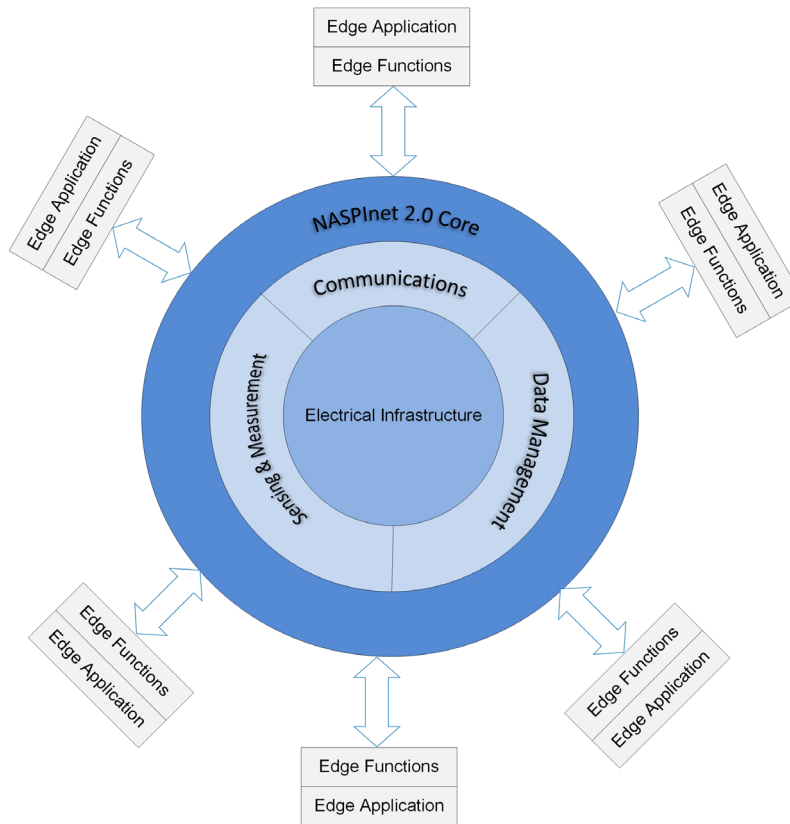 Edge Application
Edge Functions
Edge Application
Edge Functions
Edge Application
Edge Functions
NASPInet 2.0 Core
Communications
Sensing & Measurement
Electrical Infrastructure
Data Management
Edge Functions
Edge Application
Edge Functions
Edge Application
Edge Functions
Edge Application